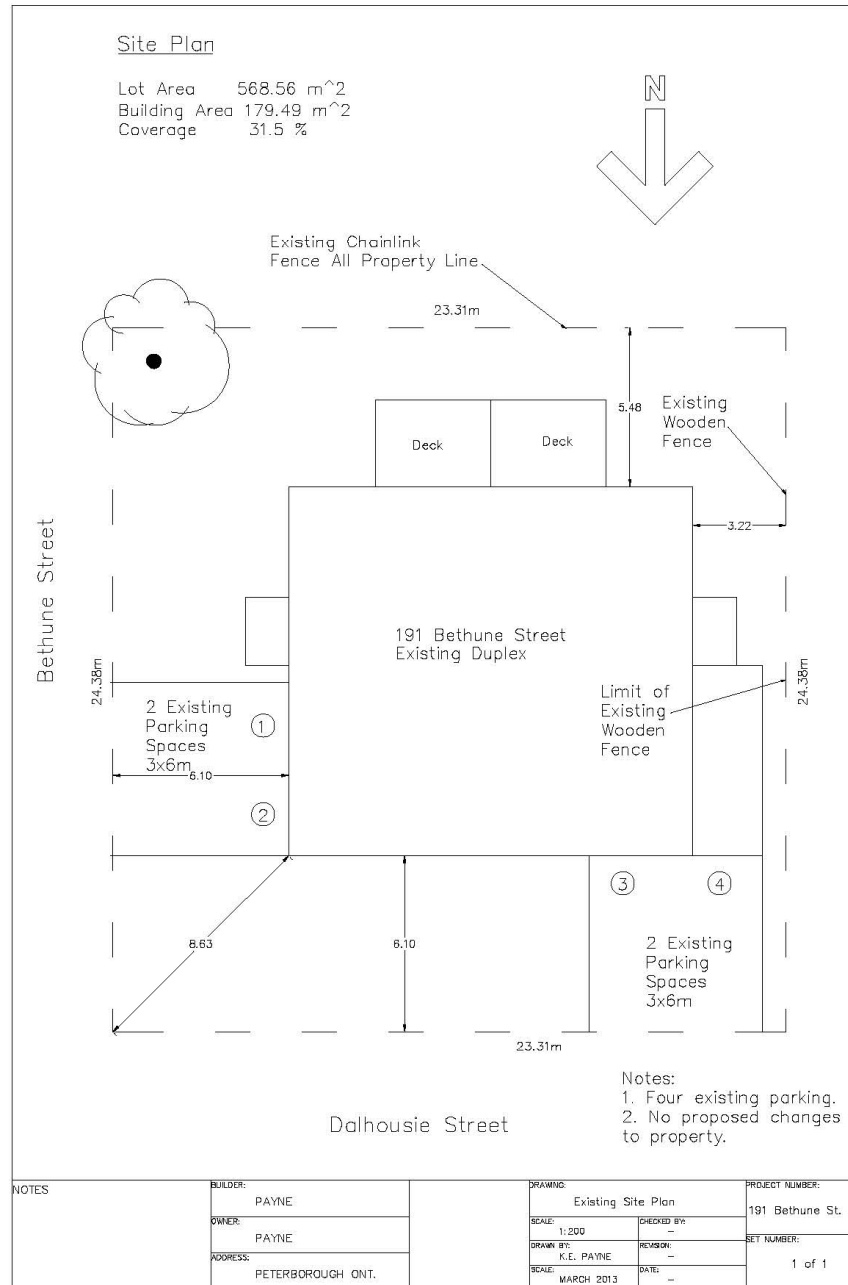 Site Plan
Lot Area 568.56 m^2
Building Area 179.49 m^2
Coverage 31.5 %
N
Existing Chainlink
Fence All Property Line
23.31m
5.48
Existing
Wooden
Fence
Deck
Deck
3.22
Bethune Street
191 Bethune Street
Existing Duplex
24.38m
24.38m
2 Existing
Parking
Spaces
3x6m
1
6.10
2
Limit of
Existing
Wooden
Fence
3
4
8.63
6.10
2 Existing
Parking
Spaces
3x6m
23.31m
Dalhousie Street
Notes:
1. Four existing parking.
2. No proposed changes
to property.
NOTES
BUILDER:
PAYNE
OWNER:
PAYNE
ADDRESS:
PETERBOROUGH ONT.
DRAWING:
Existing Site Plan
SCALE:
1:200
CHECKED BY:
-
DRAWN BY:
K.E. PAYNE
REVISION:
-
SCALE:
MARCH 2013
DATE:
-
PROJECT NUMBER:
191 Bethune St.
SET NUMBER:
1 of 1